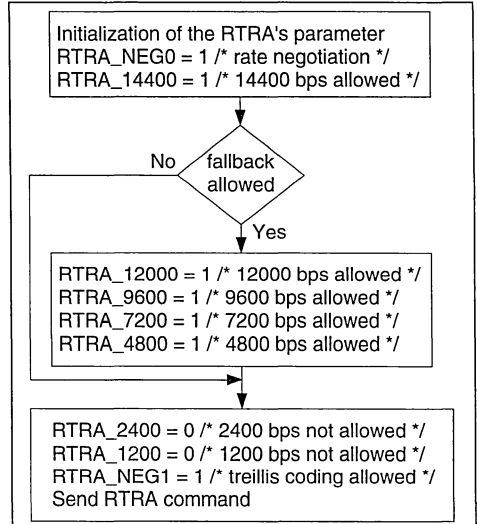 Initialization of the RTRA's parameter
RTRA_NEG0 = 1 /* rate negotiation */
RTRA_14400 = 1 /* 14400 bps allowed */
fallback
allowed
No
Yes
RTRA_12000 = 1 /* 12000 bps allowed */
RTRA_9600 = 1 /* 9600 bps allowed */
RTRA_7200 = 1 /* 7200 bps allowed */
RTRA_4800 = 1 /* 4800 bps allowed */
RTRA_2400 = 0 /* 2400 bps not allowed */
RTRA_1200 = 0 /* 1200 bps not allowed */
RTRA_NEG1 = 1 /* treillis coding allowed */
Send RTRA command